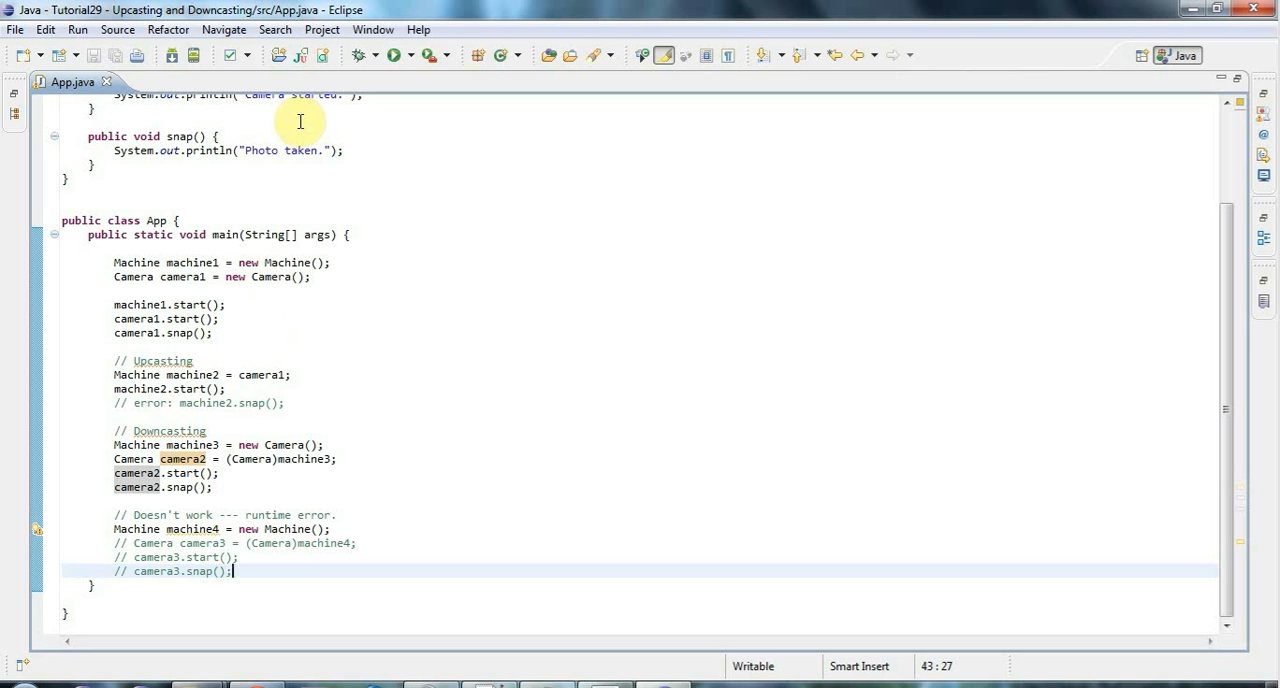 Java - Tutorial29 - Upcasting and Downcasting/src/App.java - Eclipse
File Edit Run Source Refactor Navigate Search Project Window Help
Java
App.java
System.out.println("Camera started.");
}
public void snap() {
System.out.println("Photo taken.");
}
}
public class App {
public static void main(String[] args) {
Machine machine1 = new Machine();
Camera camera1 = new Camera();
machine1.start();
camera1.start();
camera1.snap();
// Upcasting
Machine machine2 = camera1;
machine2.start();
// error: machine2.snap();
// Downcasting
Machine machine3 = new Camera();
Camera camera2 = (Camera)machine3;
camera2.start();
camera2.snap();
// Doesn't work --- runtime error.
Machine machine4 = new Machine();
// Camera camera3 = (Camera)machine4;
// camera3.start();
// camera3.snap();
}
}
Writable Smart Insert 43 : 27